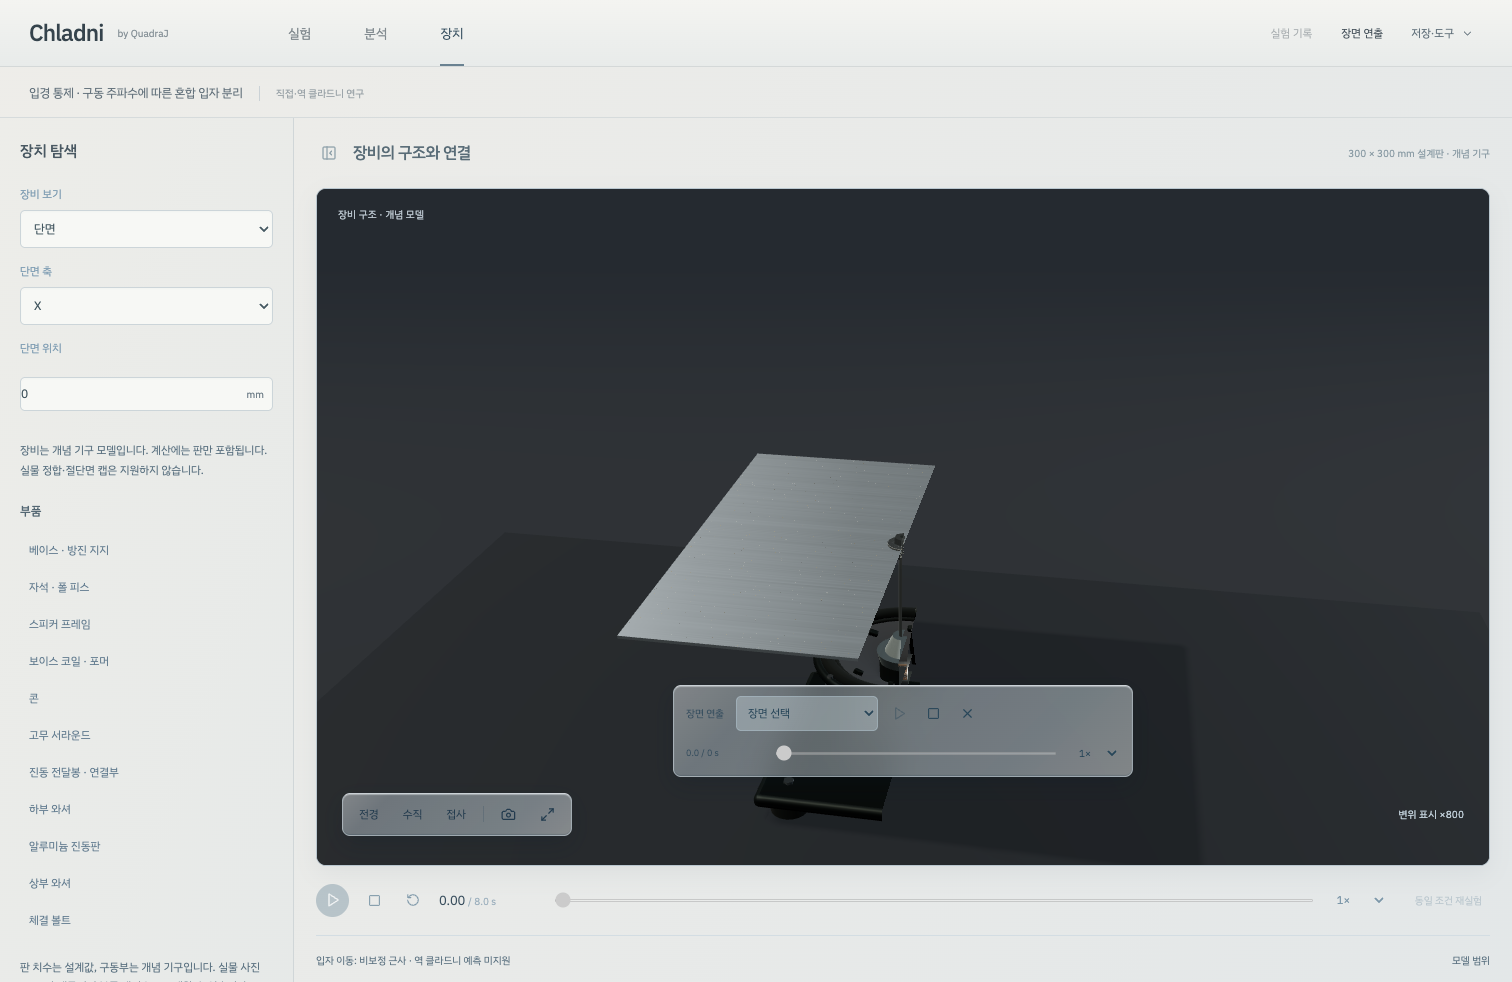 Chladni by QuadraJ 실험 분석 장치 실험 기록 장면 연출 저장·도구
입경 통제 · 구동 주파수에 따른 혼합 입자 분리 직접·역 클라드니 연구
장치 탐색
장비 보기
단면
단면 축
X
단면 위치
0 mm
장비는 개념 기구 모델입니다. 계산에는 판만 포함됩니다.
실물 정합·절단면 캡은 지원하지 않습니다.
부품
베이스 · 방진 지지
자석 · 폴 피스
스피커 프레임
보이스 코일 · 포머
콘
고무 서라운드
진동 전달봉 · 연결부
하부 와셔
알루미늄 진동판
상부 와셔
체결 볼트
판 치수는 설계값, 구동부는 개념 기구입니다. 실물 사진
장비의 구조와 연결 300 × 300 mm 설계판 · 개념 기구
장비 구조 · 개념 모델
장면 연출 장면 선택
0.0 / 0 s 1×
전경 수직 접사
변위 표시 ×800
0.00 / 8.0 s 1× 동일 조건 재실험
입자 이동: 비보정 근사 · 역 클라드니 예측 미지원 모델 범위